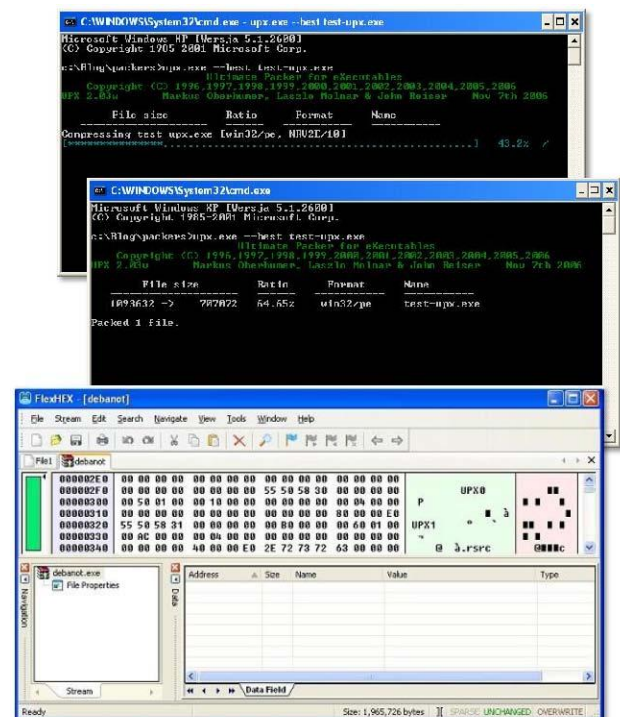 C:\WINDOWS\System32\cmd.exe - upx.exe --best test-upx.exe
Microsoft Windows XP [Wersja 5.1.2600]
(C) Copyright 1985-2001 Microsoft Corp.
c:\Blog\packers>upx.exe --best test-upx.exe
Ultimate Packer for eXecutables
Copyright (C) 1996,1997,1998,1999,2000,2001,2002,2003,2004,2005,2006
UPX 2.03w Markus Oberhumer, Laszlo Molnar & John Reiser Nov 7th 2006
File size Ratio Format Name
Compressing test-upx.exe [win32/pe, NRV2E/10]
43.2%
C:\WINDOWS\System32\cmd.exe
Microsoft Windows XP [Wersja 5.1.2600]
(C) Copyright 1985-2001 Microsoft Corp.
c:\Blog\packers>upx.exe --best test-upx.exe
Ultimate Packer for eXecutables
Copyright (C) 1996,1997,1998,1999,2000,2001,2002,2003,2004,2005,2006
UPX 2.03w Markus Oberhumer, Laszlo Molnar & John Reiser Nov 7th 2006
File size Ratio Format Name
1093632 -> 707072 64.65% win32/pe test-upx.exe
Packed 1 file.
FlexHEX - [debanot]
File Stream Edit Search Navigate View Tools Window Help
File1 debanot
000002E0 00 00 00 00 00 00 00 00 00 00 00 00 00 00 00 00
000002F0 00 00 00 00 00 00 00 00 55 50 58 30 00 00 00 00 UPX0
00000300 00 50 01 00 00 10 00 00 00 00 00 00 00 04 00 00 P
00000310 00 00 00 00 00 00 00 00 00 00 00 00 80 00 00 E0 à
00000320 55 50 58 31 00 00 00 00 00 B0 00 00 00 60 01 00 UPX1 ° `
00000330 00 AC 00 00 00 04 00 00 00 00 00 00 00 00 00 00 ¬
00000340 00 00 00 00 40 00 00 E0 2E 72 73 72 63 00 00 00 @ à.rsrc
debanot.exe
File Properties
Navigation
Stream
Data
Address Size Name Value Type
Data Field
Ready Size: 1,965,726 bytes SPARSE UNCHANGED OVERWRITE